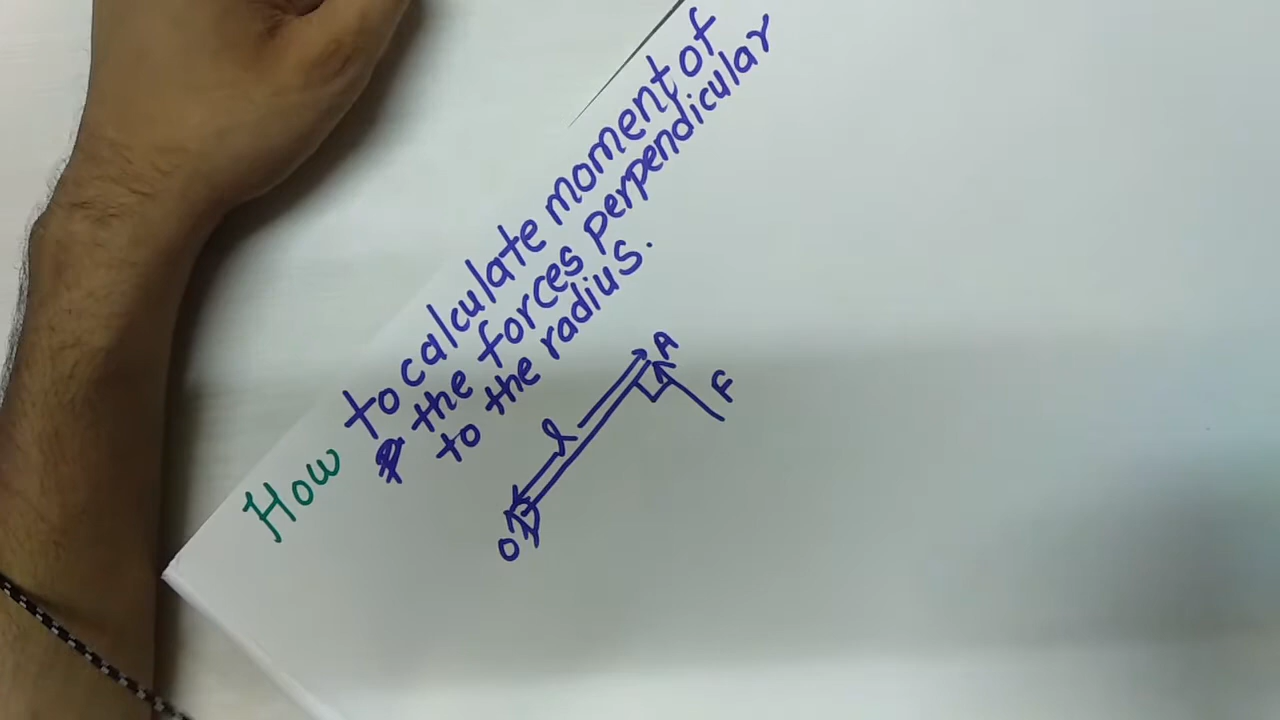 How to calculate moment of
the forces perpendicular
to the radius.
A
l
F
O